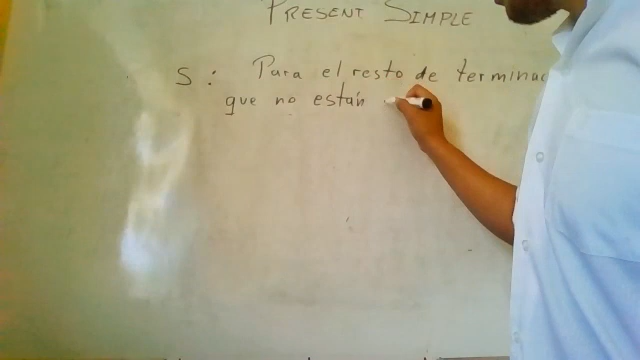 PRESENT SIMPLE
S: Para el resto de terminac
que no están